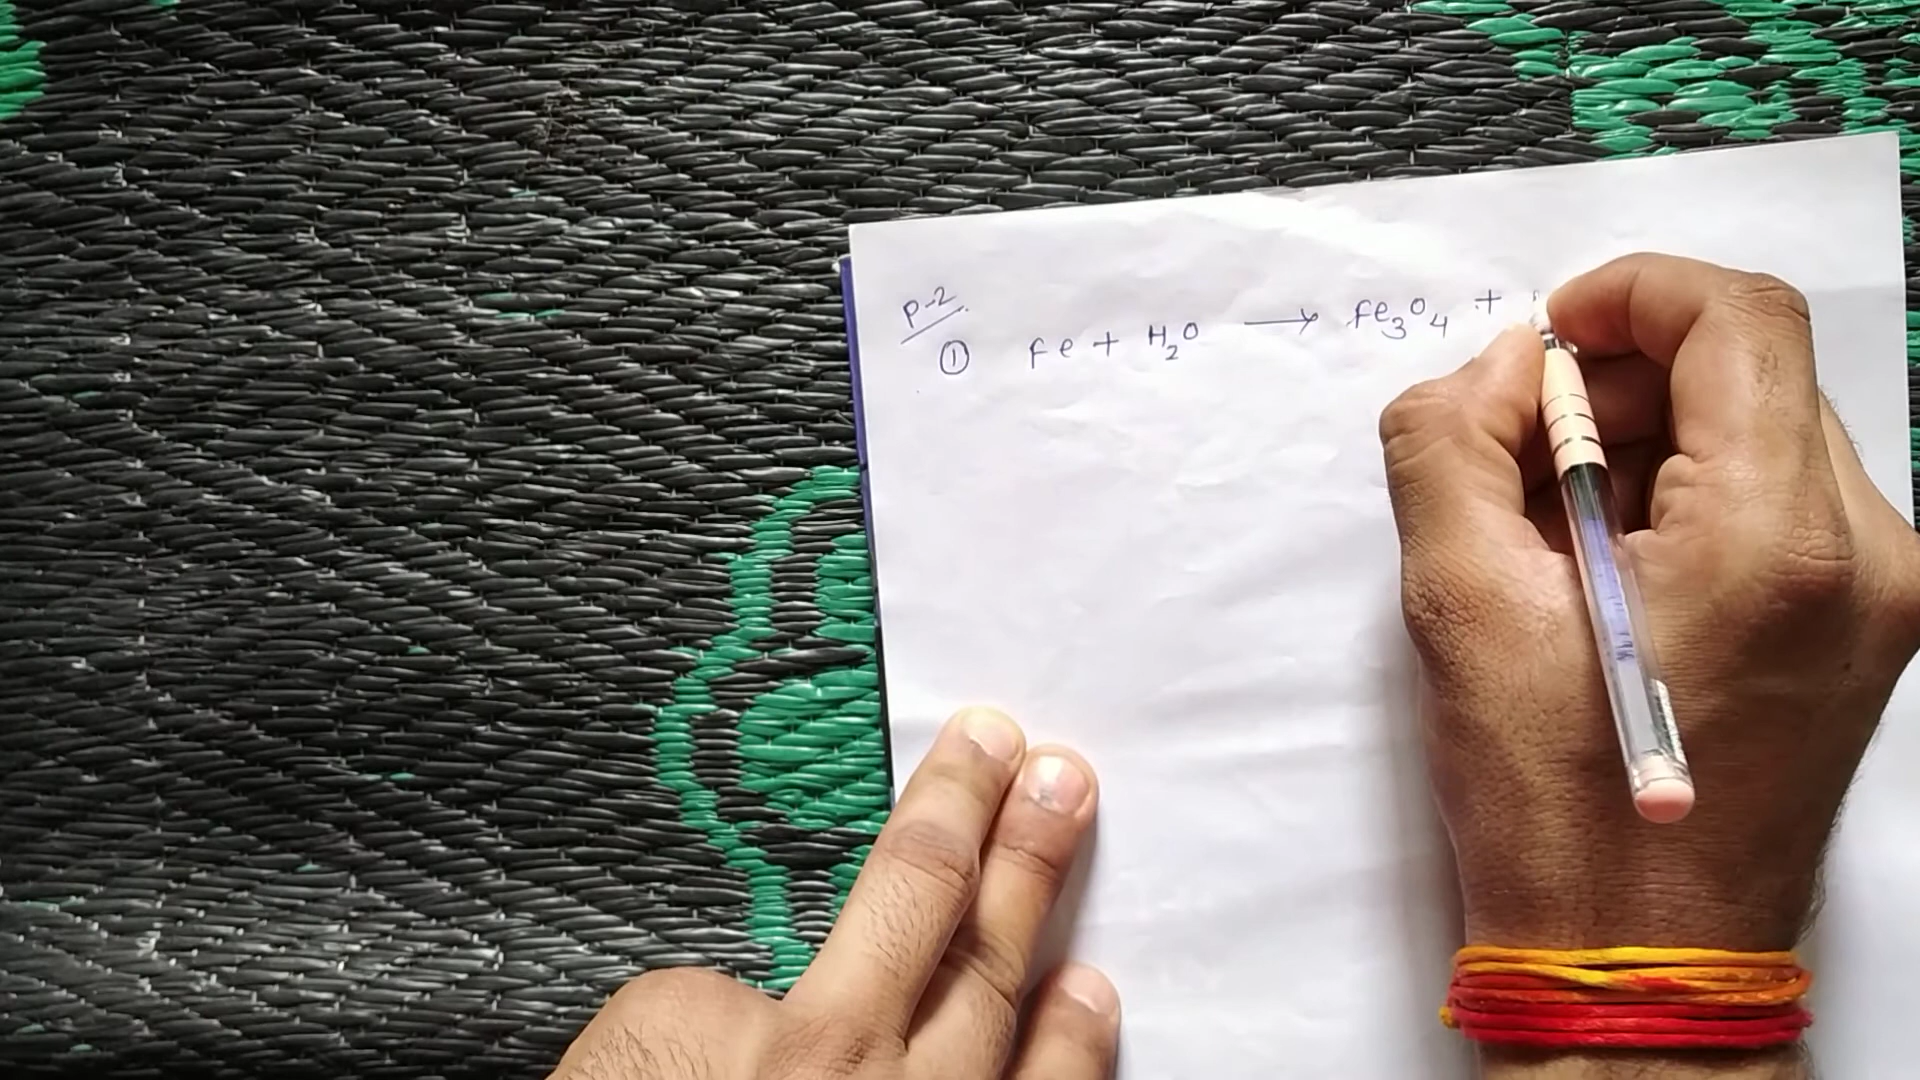 P-2
① Fe + H₂O ⟶ Fe₃O₄ +